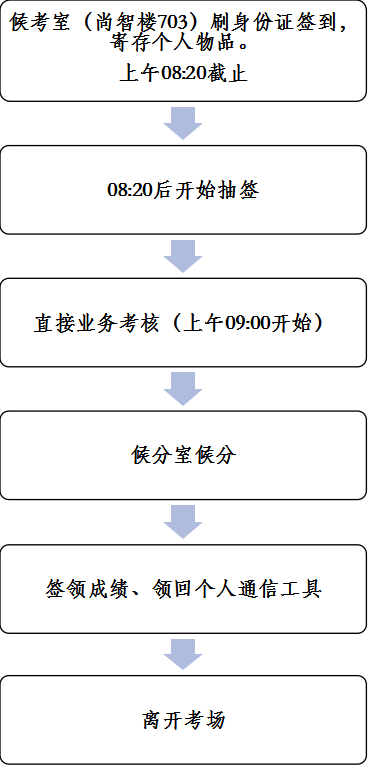 候考室（尚智楼703）刷身份证签到，
寄存个人物品。
上午08:20截止
08:20后开始抽签
直接业务考核（上午09:00开始）
候分室候分
签领成绩、领回个人通信工具
离开考场